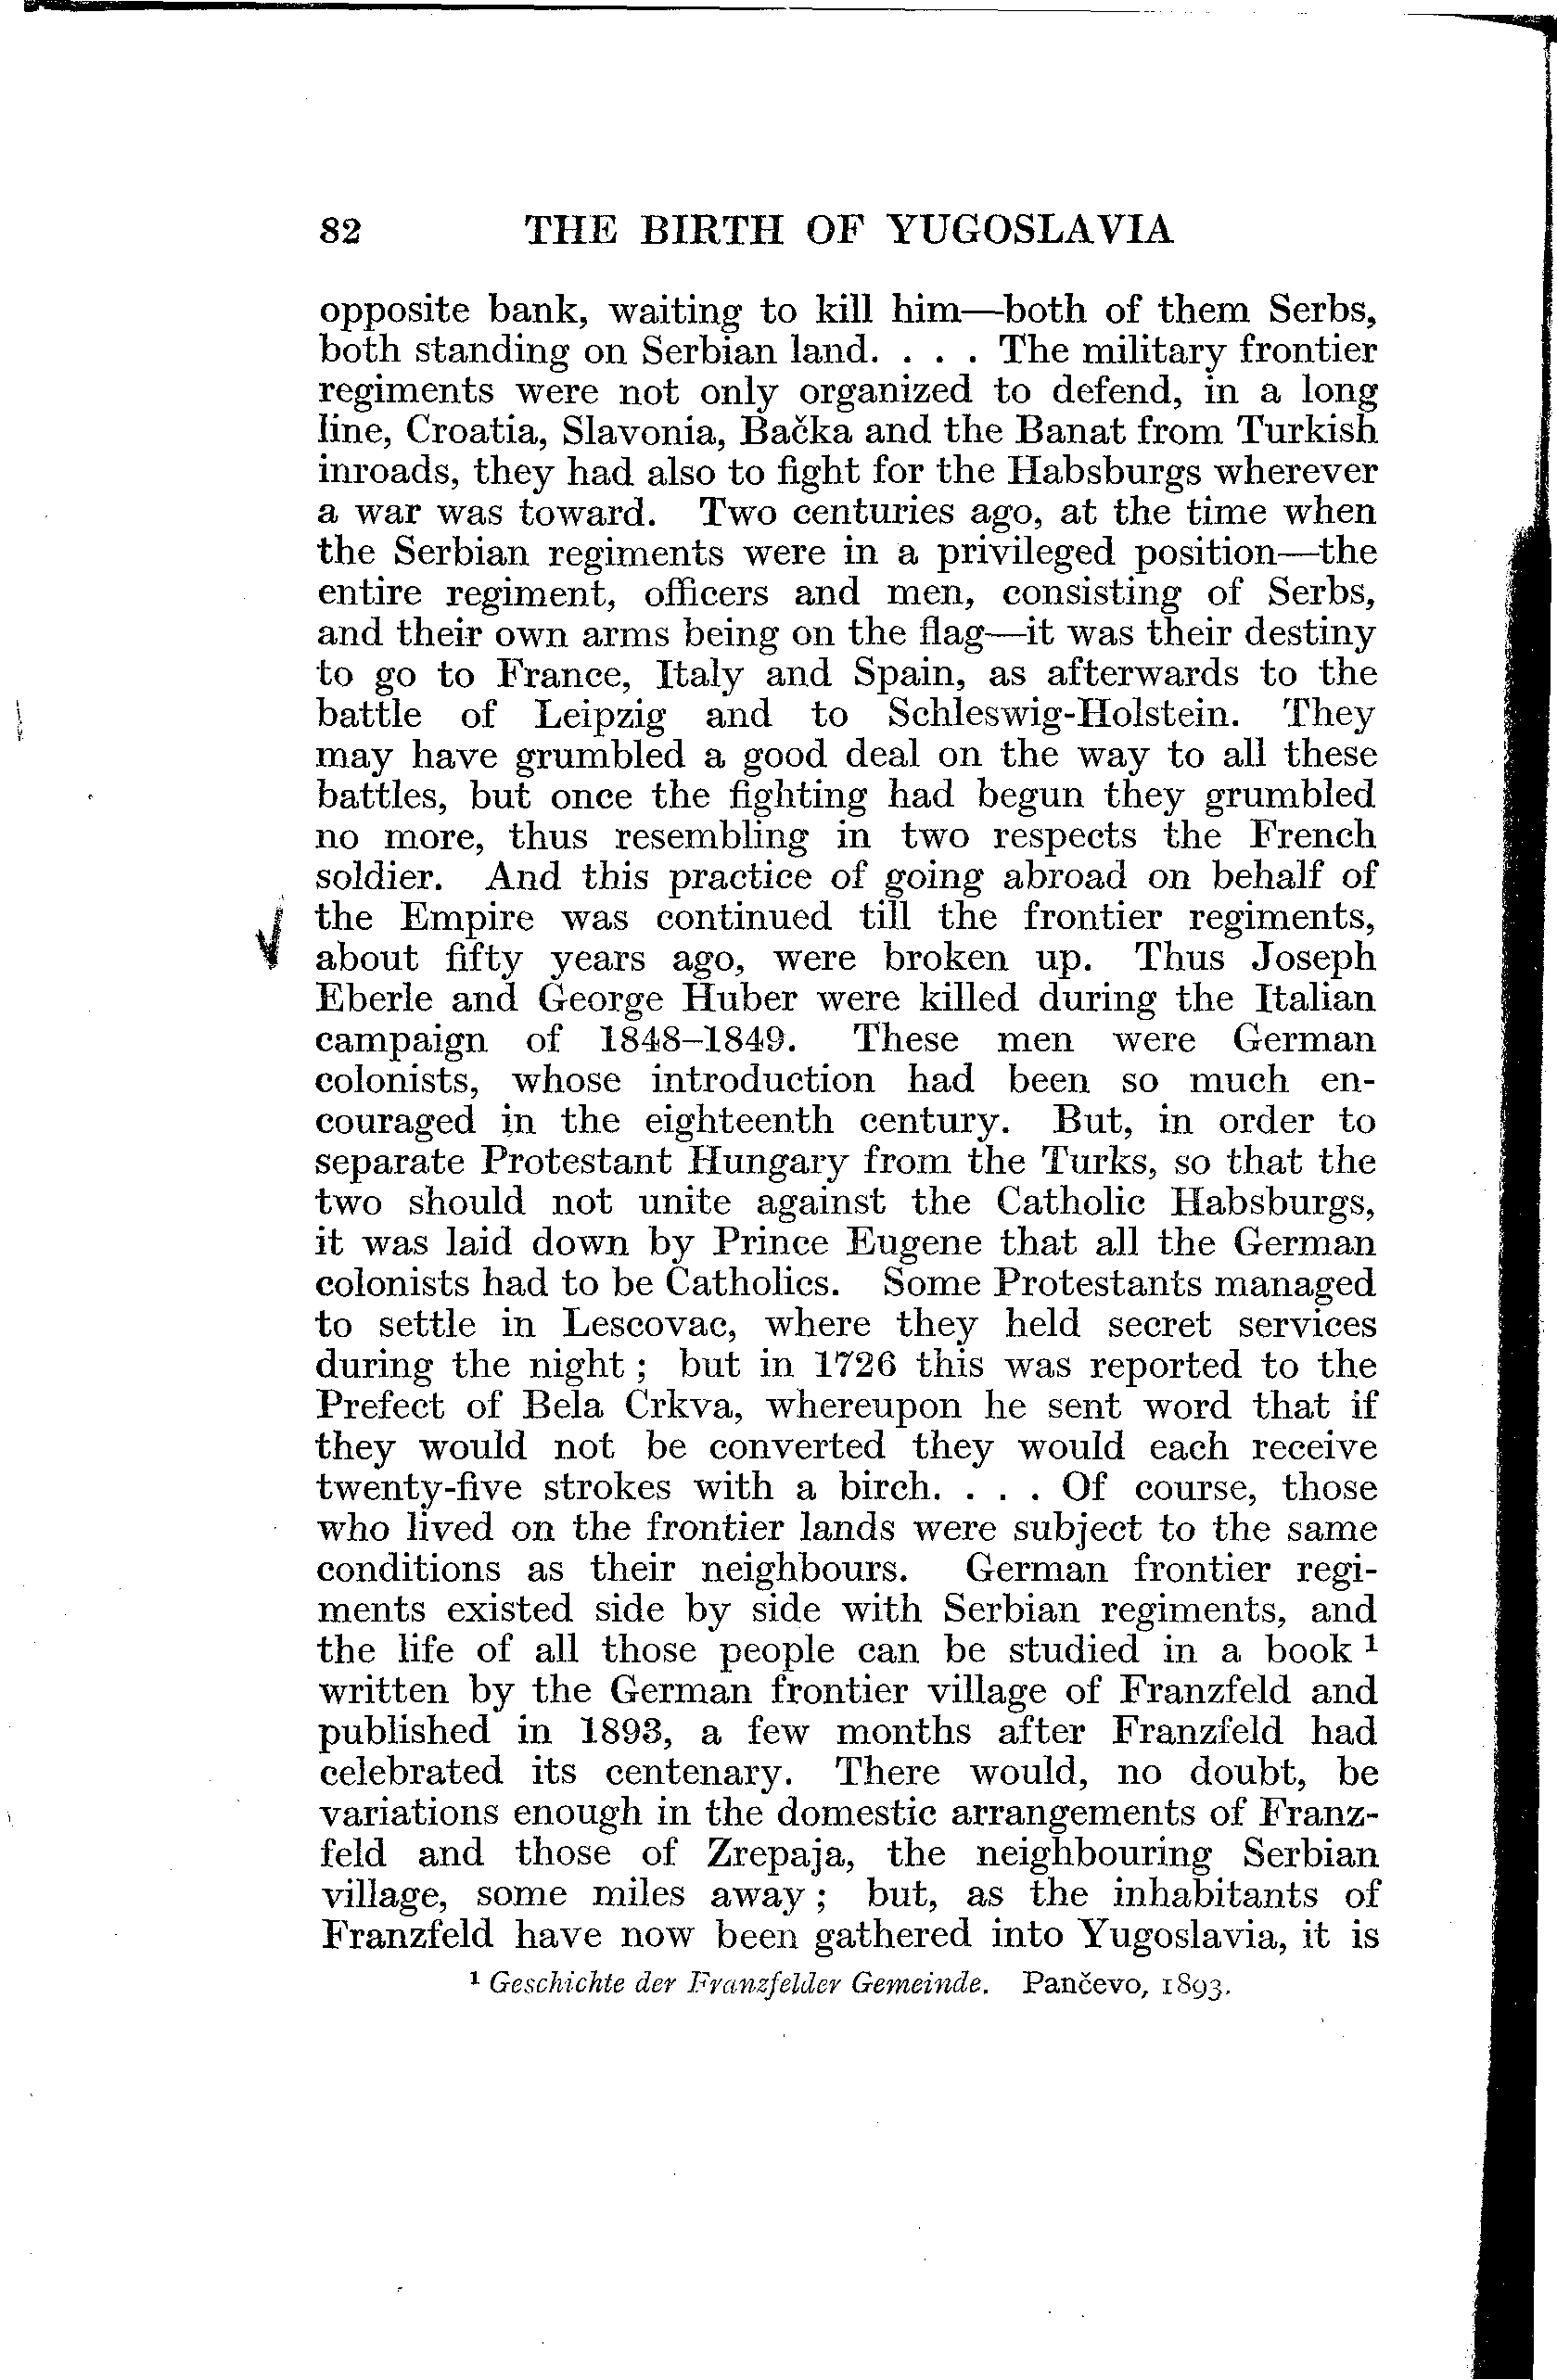 82 THE BIRTH OF YUGOSLAVIA
opposite bank, waiting to kill him—both of them Serbs,
both standing on Serbian land. . . . The military frontier
regiments were not only organized to defend, in a long
line, Croatia, Slavonia, Bačka and the Banat from Turkish
inroads, they had also to fight for the Habsburgs wherever
a war was toward. Two centuries ago, at the time when
the Serbian regiments were in a privileged position—the
entire regiment, officers and men, consisting of Serbs,
and their own arms being on the flag—it was their destiny
to go to France, Italy and Spain, as afterwards to the
battle of Leipzig and to Schleswig-Holstein. They
may have grumbled a good deal on the way to all these
battles, but once the fighting had begun they grumbled
no more, thus resembling in two respects the French
soldier. And this practice of going abroad on behalf of
the Empire was continued till the frontier regiments,
about fifty years ago, were broken up. Thus Joseph
Eberle and George Huber were killed during the Italian
campaign of 1848–1849. These men were German
colonists, whose introduction had been so much en-
couraged in the eighteenth century. But, in order to
separate Protestant Hungary from the Turks, so that the
two should not unite against the Catholic Habsburgs,
it was laid down by Prince Eugene that all the German
colonists had to be Catholics. Some Protestants managed
to settle in Lescovac, where they held secret services
during the night ; but in 1726 this was reported to the
Prefect of Bela Crkva, whereupon he sent word that if
they would not be converted they would each receive
twenty-five strokes with a birch. . . . Of course, those
who lived on the frontier lands were subject to the same
conditions as their neighbours. German frontier regi-
ments existed side by side with Serbian regiments, and
the life of all those people can be studied in a book ¹
written by the German frontier village of Franzfeld and
published in 1893, a few months after Franzfeld had
celebrated its centenary. There would, no doubt, be
variations enough in the domestic arrangements of Franz-
feld and those of Zrepaja, the neighbouring Serbian
village, some miles away ; but, as the inhabitants of
Franzfeld have now been gathered into Yugoslavia, it is
¹ Geschichte der Franzfelder Gemeinde. Pančevo, 1893.